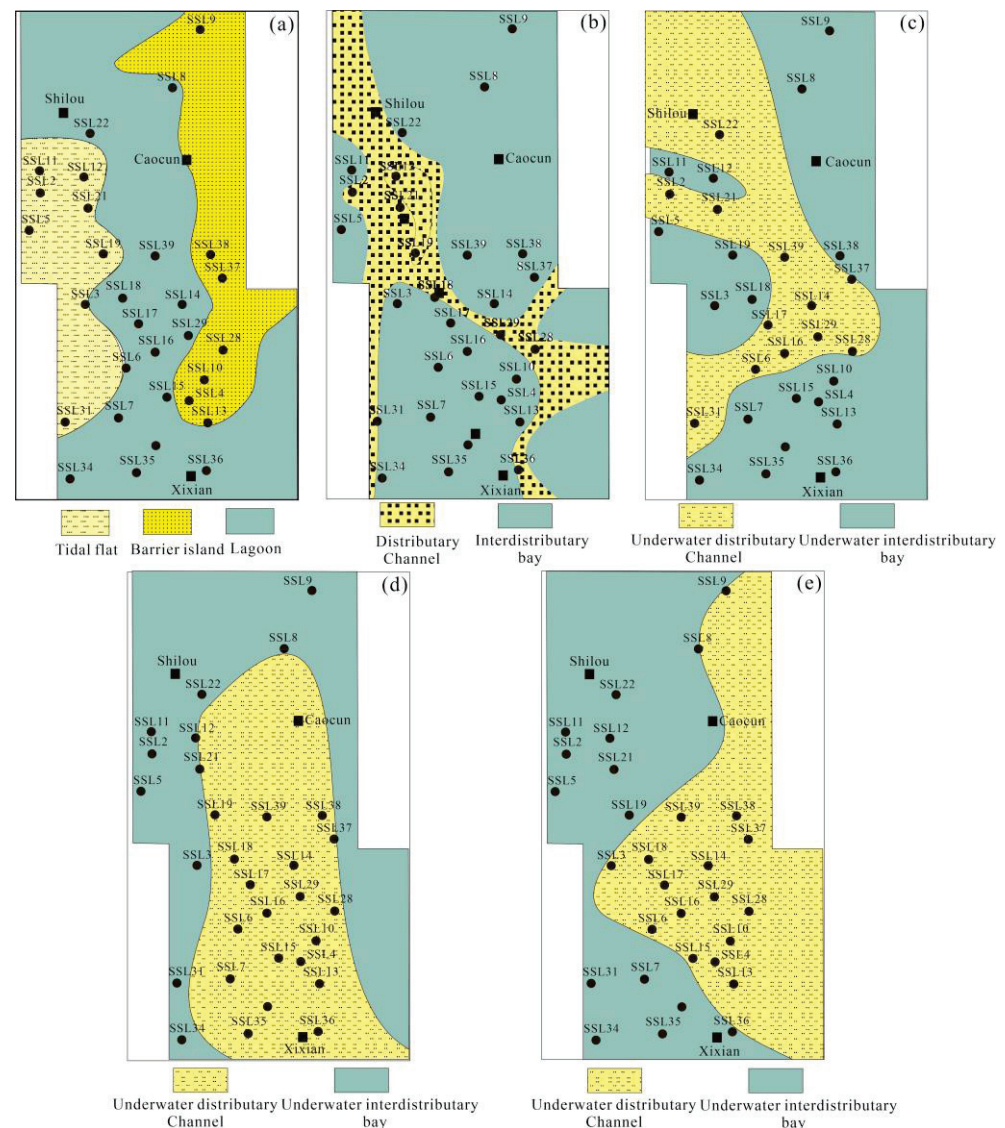 (a)
SSL9
SSL8
Shilou
SSL22
Caocun
SSL11
SSL12
SSL2
SSL21
SSL5
SSL19
SSL39
SSL38
SSL37
SSL18
SSL3
SSL14
SSL17
SSL29
SSL16
SSL28
SSL6
SSL10
SSL15
SSL4
SSL31
SSL7
SSL13
SSL34
SSL35
SSL36
Xixian
Tidal flat
Barrier island
Lagoon
(b)
SSL9
SSL8
Shilou
SSL22
Caocun
SSL11
SSL2
SSL5
SSL19
SSL39
SSL38
SSL37
SSL18
SSL3
SSL14
SSL17
SSL29
SSL16
SSL28
SSL6
SSL10
SSL15
SSL4
SSL31
SSL7
SSL13
SSL34
SSL35
SSL36
Xixian
Distributary
Channel
Interdistributary
bay
(c)
SSL9
SSL8
Shilou
SSL22
Caocun
SSL11
SSL12
SSL2
SSL21
SSL5
SSL19
SSL39
SSL38
SSL37
SSL18
SSL3
SSL14
SSL17
SSL29
SSL16
SSL28
SSL6
SSL10
SSL15
SSL4
SSL31
SSL7
SSL13
SSL34
SSL35
SSL36
Xixian
Underwater distributary
Channel
Underwater interdistributary
bay
(d)
SSL9
SSL8
Shilou
SSL22
Caocun
SSL11
SSL12
SSL2
SSL21
SSL5
SSL19
SSL39
SSL38
SSL37
SSL18
SSL3
SSL14
SSL17
SSL29
SSL16
SSL28
SSL6
SSL10
SSL15
SSL4
SSL31
SSL7
SSL13
SSL34
SSL35
SSL36
Xixian
Underwater distributary
Channel
Underwater interdistributary
bay
(e)
SSL9
SSL8
Shilou
SSL22
Caocun
SSL11
SSL12
SSL2
SSL21
SSL5
SSL19
SSL39
SSL38
SSL37
SSL18
SSL3
SSL14
SSL17
SSL29
SSL16
SSL28
SSL6
SSL10
SSL15
SSL4
SSL31
SSL7
SSL13
SSL34
SSL35
SSL36
Xixian
Underwater distributary
Channel
Underwater interdistributary
bay